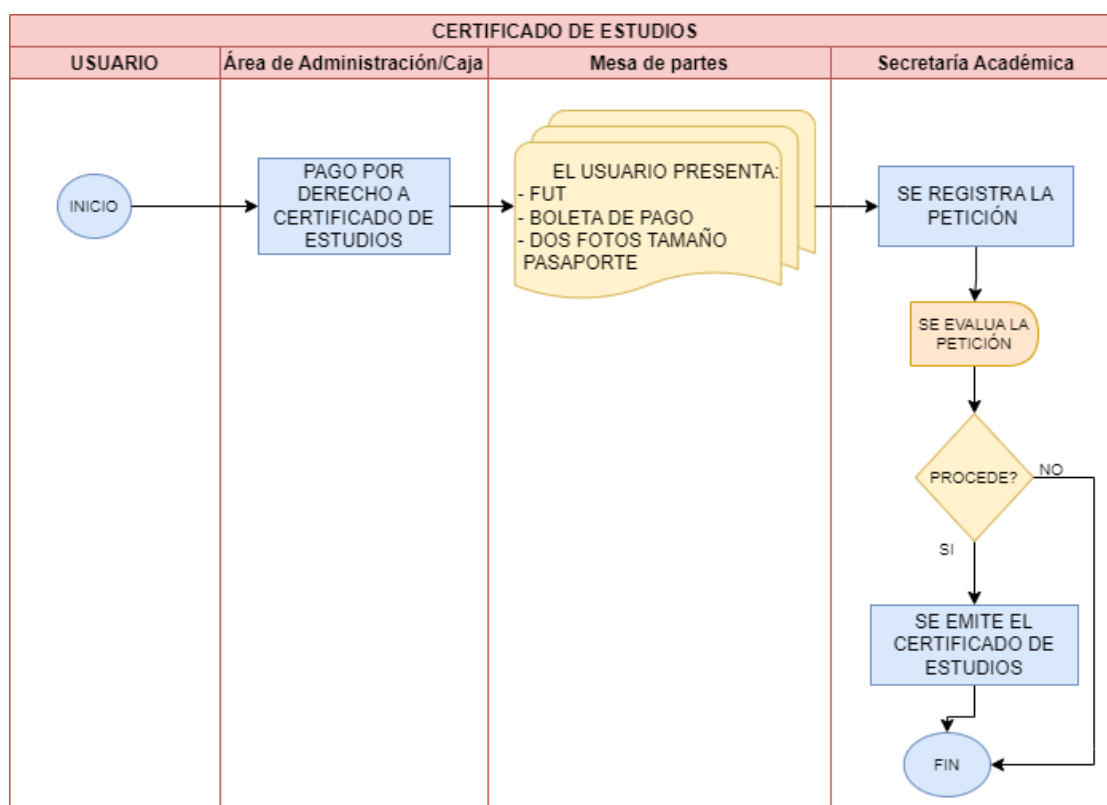 CERTIFICADO DE ESTUDIOS
USUARIO
Área de Administración/Caja
Mesa de partes
Secretaría Académica
INICIO
PAGO POR
DERECHO A
CERTIFICADO DE
ESTUDIOS
EL USUARIO PRESENTA:
- FUT
- BOLETA DE PAGO
- DOS FOTOS TAMAÑO
PASAPORTE
SE REGISTRA LA
PETICIÓN
SE EVALUA LA
PETICIÓN
PROCEDE?
NO
SI
SE EMITE EL
CERTIFICADO DE
ESTUDIOS
FIN